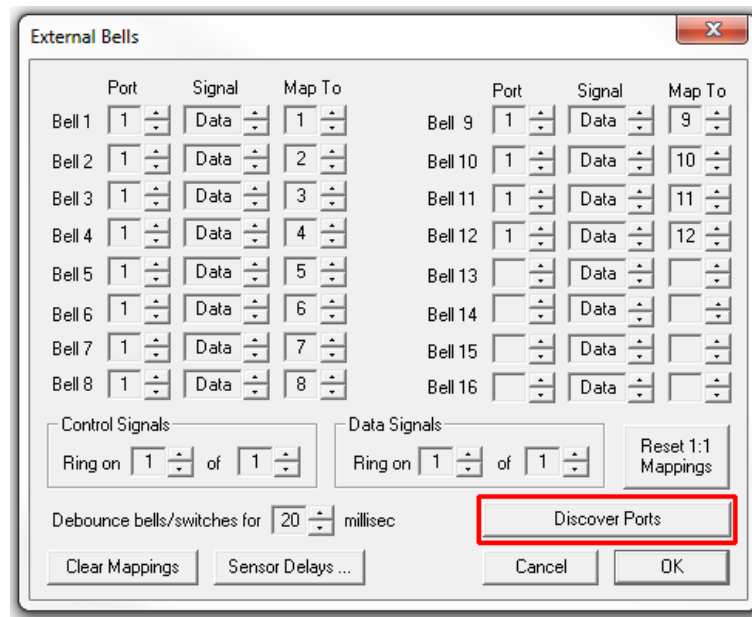 External Bells
Port Signal Map To Port Signal Map To
Bell 1 1 Data 1 Bell 9 1 Data 9
Bell 2 1 Data 2 Bell 10 1 Data 10
Bell 3 1 Data 3 Bell 11 1 Data 11
Bell 4 1 Data 4 Bell 12 1 Data 12
Bell 5 1 Data 5 Bell 13 Data
Bell 6 1 Data 6 Bell 14 Data
Bell 7 1 Data 7 Bell 15 Data
Bell 8 1 Data 8 Bell 16 Data
Control Signals Data Signals
Ring on 1 of 1 Ring on 1 of 1 Reset 1:1
Mappings
Debounce bells/switches for 20 millisec Discover Ports
Clear Mappings Sensor Delays ... Cancel OK